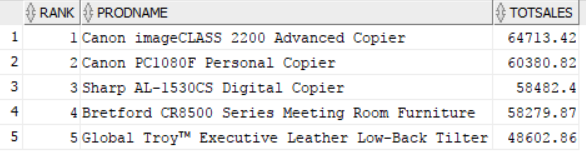 RANK PRODNAME TOTSALES
1 1 Canon imageCLASS 2200 Advanced Copier 64713.42
2 2 Canon PC1080F Personal Copier 60380.82
3 3 Sharp AL-1530CS Digital Copier 58482.4
4 4 Bretford CR8500 Series Meeting Room Furniture 58279.87
5 5 Global Troy™ Executive Leather Low-Back Tilter 48602.86